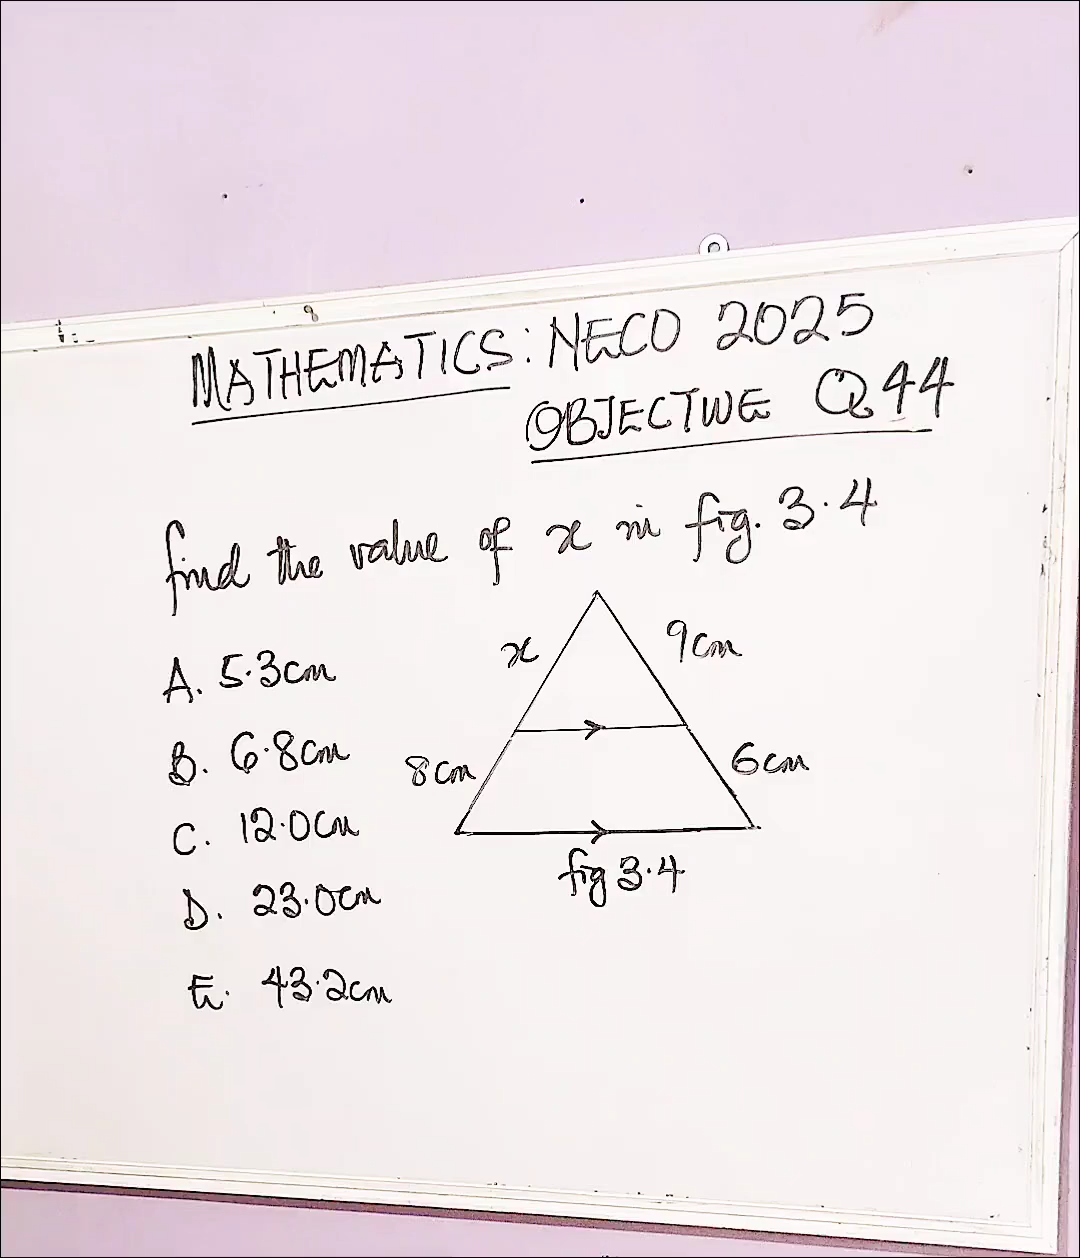 MATHEMATICS: NECO 2025
OBJECTIVE Q44
find the value of x in fig. 3.4
x
9cm
A. 5.3cm
B. 6.8cm
8cm
6cm
C. 12.0cm
fig 3.4
D. 23.0cm
E. 43.2cm